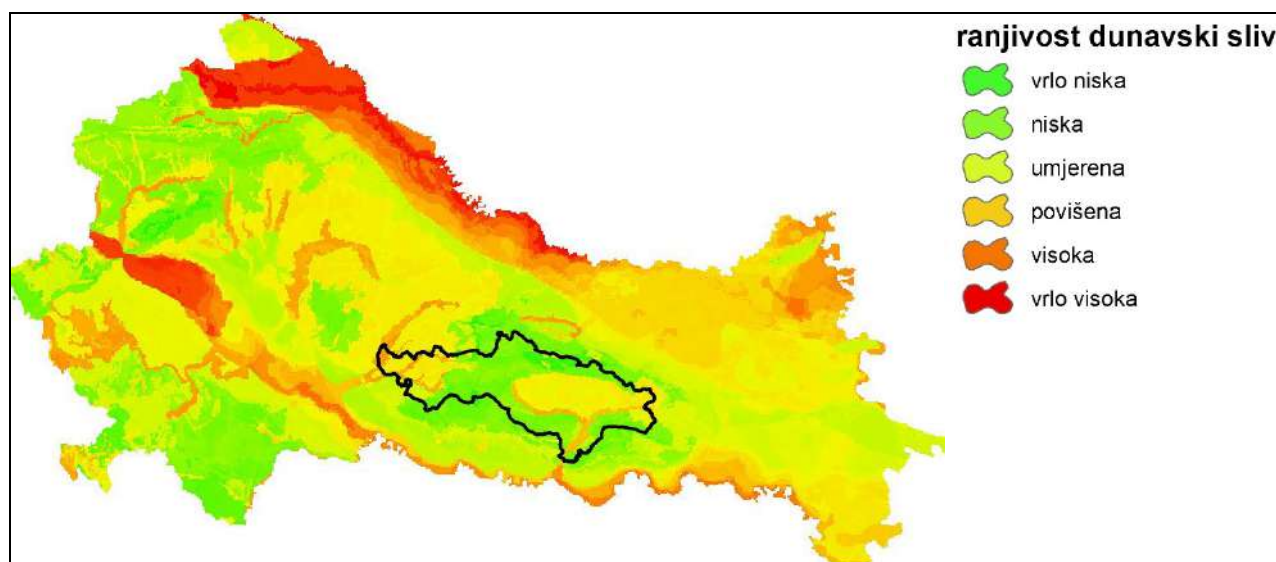 ranjivost dunavski sliv
vrlo niska
niska
umjerena
povišena
visoka
vrlo visoka